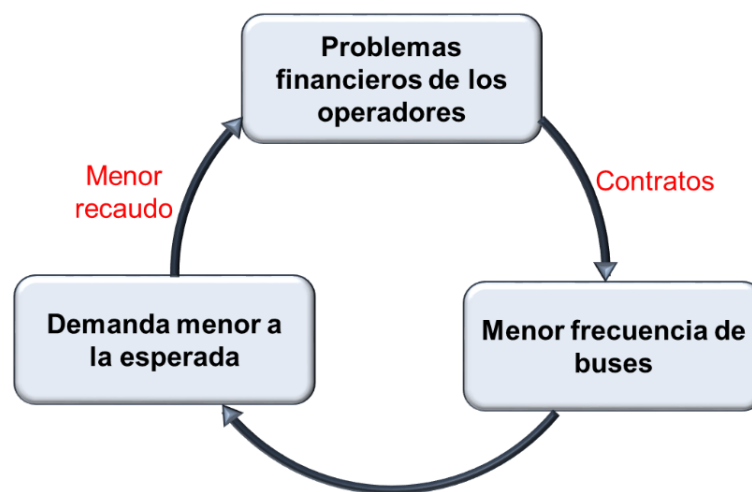 Problemas
financieros de los
operadores
Menor
recaudo
Contratos
Demanda menor a
la esperada
Menor frecuencia de
buses